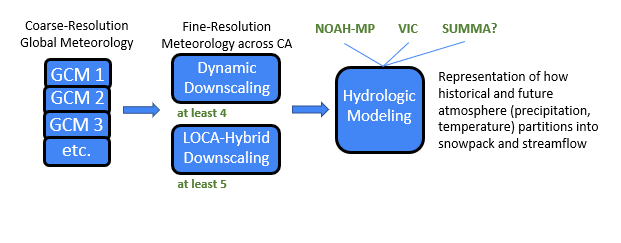 Coarse-Resolution
Global Meteorology
GCM 1
GCM 2
GCM 3
etc.
Fine-Resolution
Meteorology across CA
Dynamic
Downscaling
at least 4
LOCA-Hybrid
Downscaling
at least 5
NOAH-MP VIC SUMMA?
Hydrologic
Modeling
Representation of how
historical and future
atmosphere (precipitation,
temperature) partitions into
snowpack and streamflow